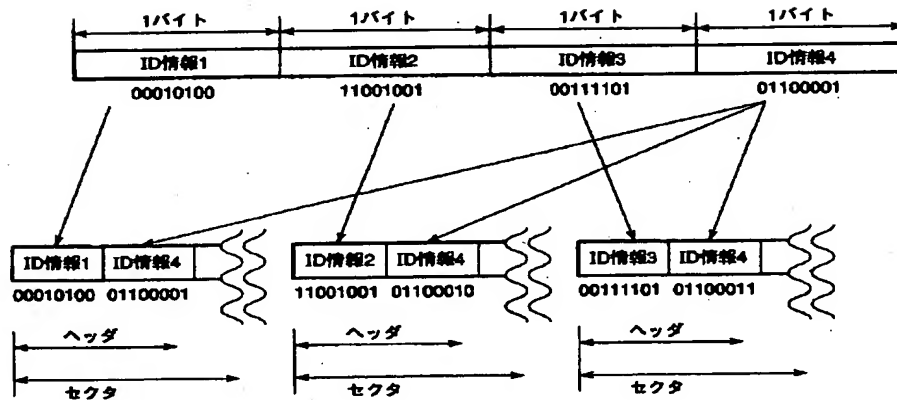 1バイト 1バイト 1バイト 1バイト
ID情報1 ID情報2 ID情報3 ID情報4
00010100 11001001 00111101 01100001
ID情報1 ID情報4 ID情報2 ID情報4 ID情報3 ID情報4
00010100 01100001 11001001 01100010 00111101 01100011
ヘッダ ヘッダ ヘッダ
セクタ セクタ セクタ